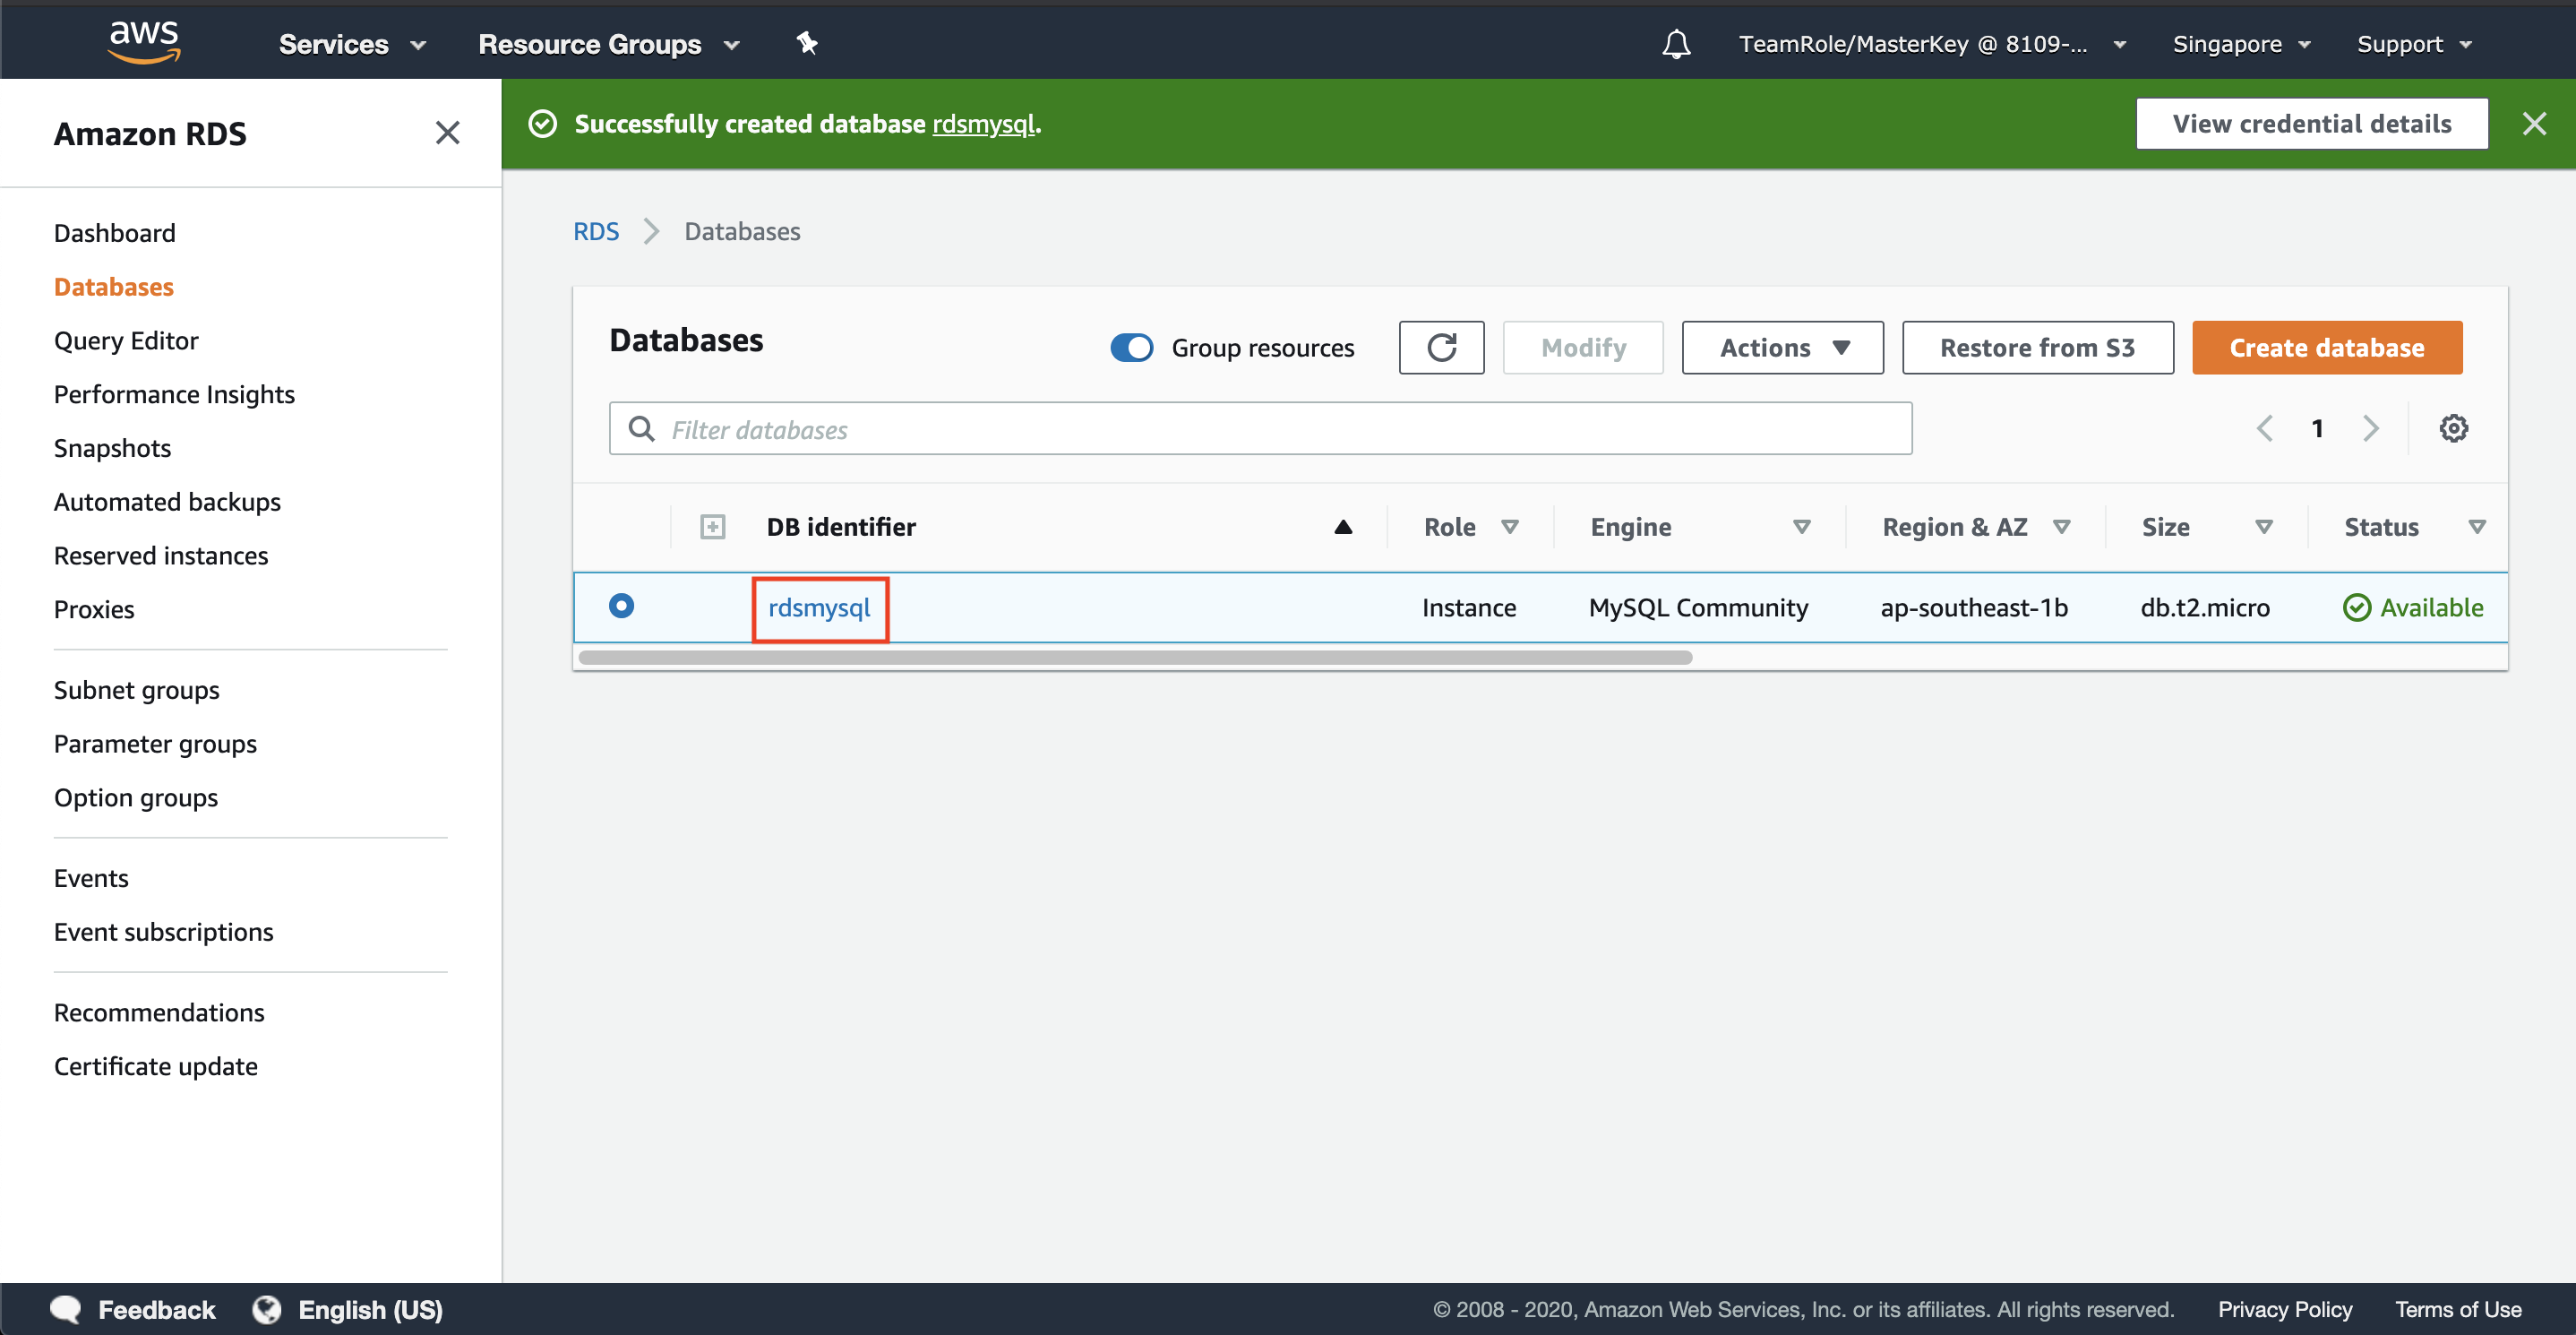 aws Services Resource Groups TeamRole/MasterKey @ 8109-... Singapore Support
Amazon RDS
Dashboard
Databases
Query Editor
Performance Insights
Snapshots
Automated backups
Reserved instances
Proxies
Subnet groups
Parameter groups
Option groups
Events
Event subscriptions
Recommendations
Certificate update
Successfully created database rdsmysql. View credential details
RDS Databases
Databases Group resources Modify Actions Restore from S3 Create database
Filter databases 1
DB identifier Role Engine Region & AZ Size Status
rdsmysql Instance MySQL Community ap-southeast-1b db.t2.micro Available
Feedback English (US) © 2008 - 2020, Amazon Web Services, Inc. or its affiliates. All rights reserved. Privacy Policy Terms of Use